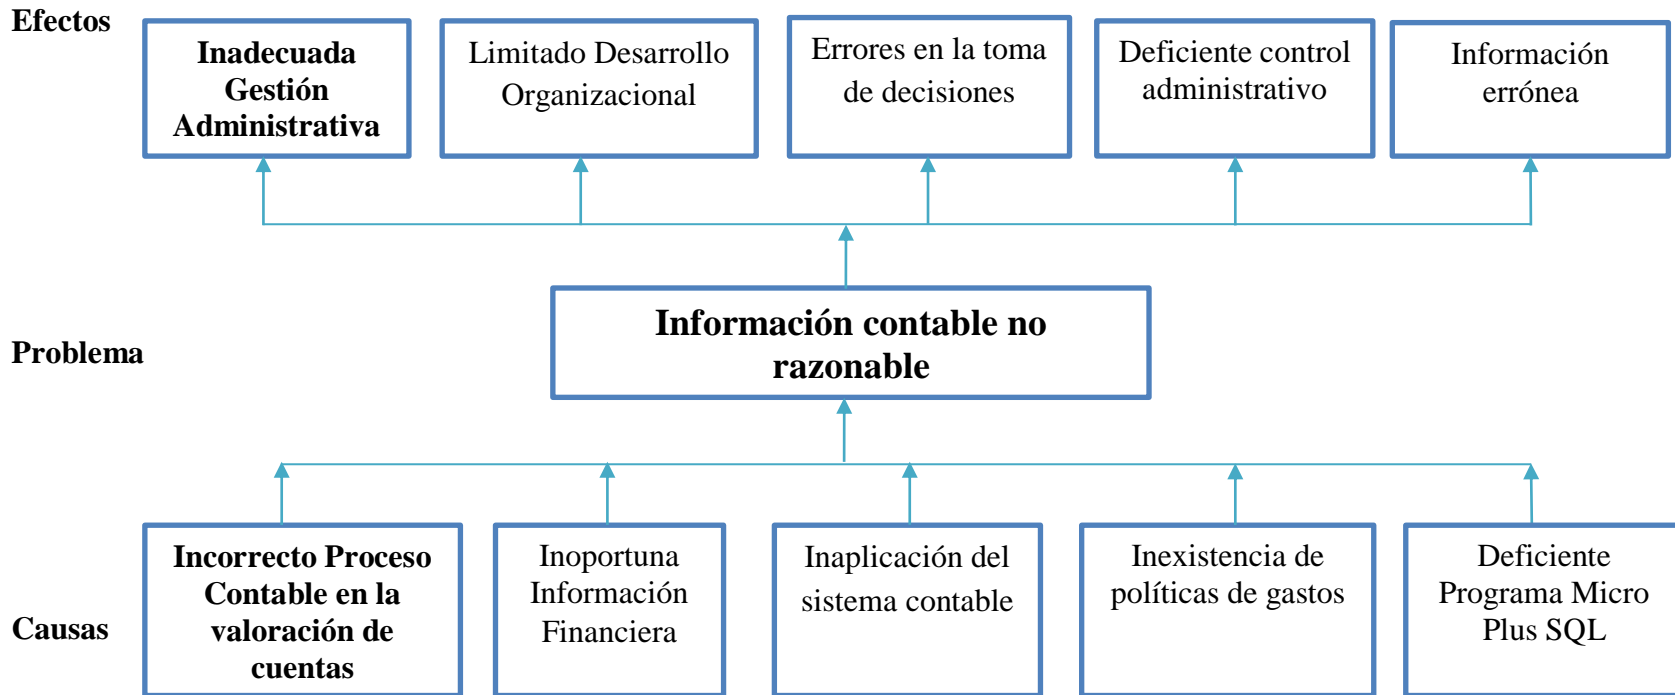 Efectos
Inadecuada
Gestión
Administrativa
Limitado Desarrollo
Organizacional
Errores en la toma
de decisiones
Deficiente control
administrativo
Información
errónea
Problema
Información contable no
razonable
Causas
Incorrecto Proceso
Contable en la
valoración de
cuentas
Inoportuna
Información
Financiera
Inaplicación del
sistema contable
Inexistencia de
políticas de gastos
Deficiente
Programa Micro
Plus SQL